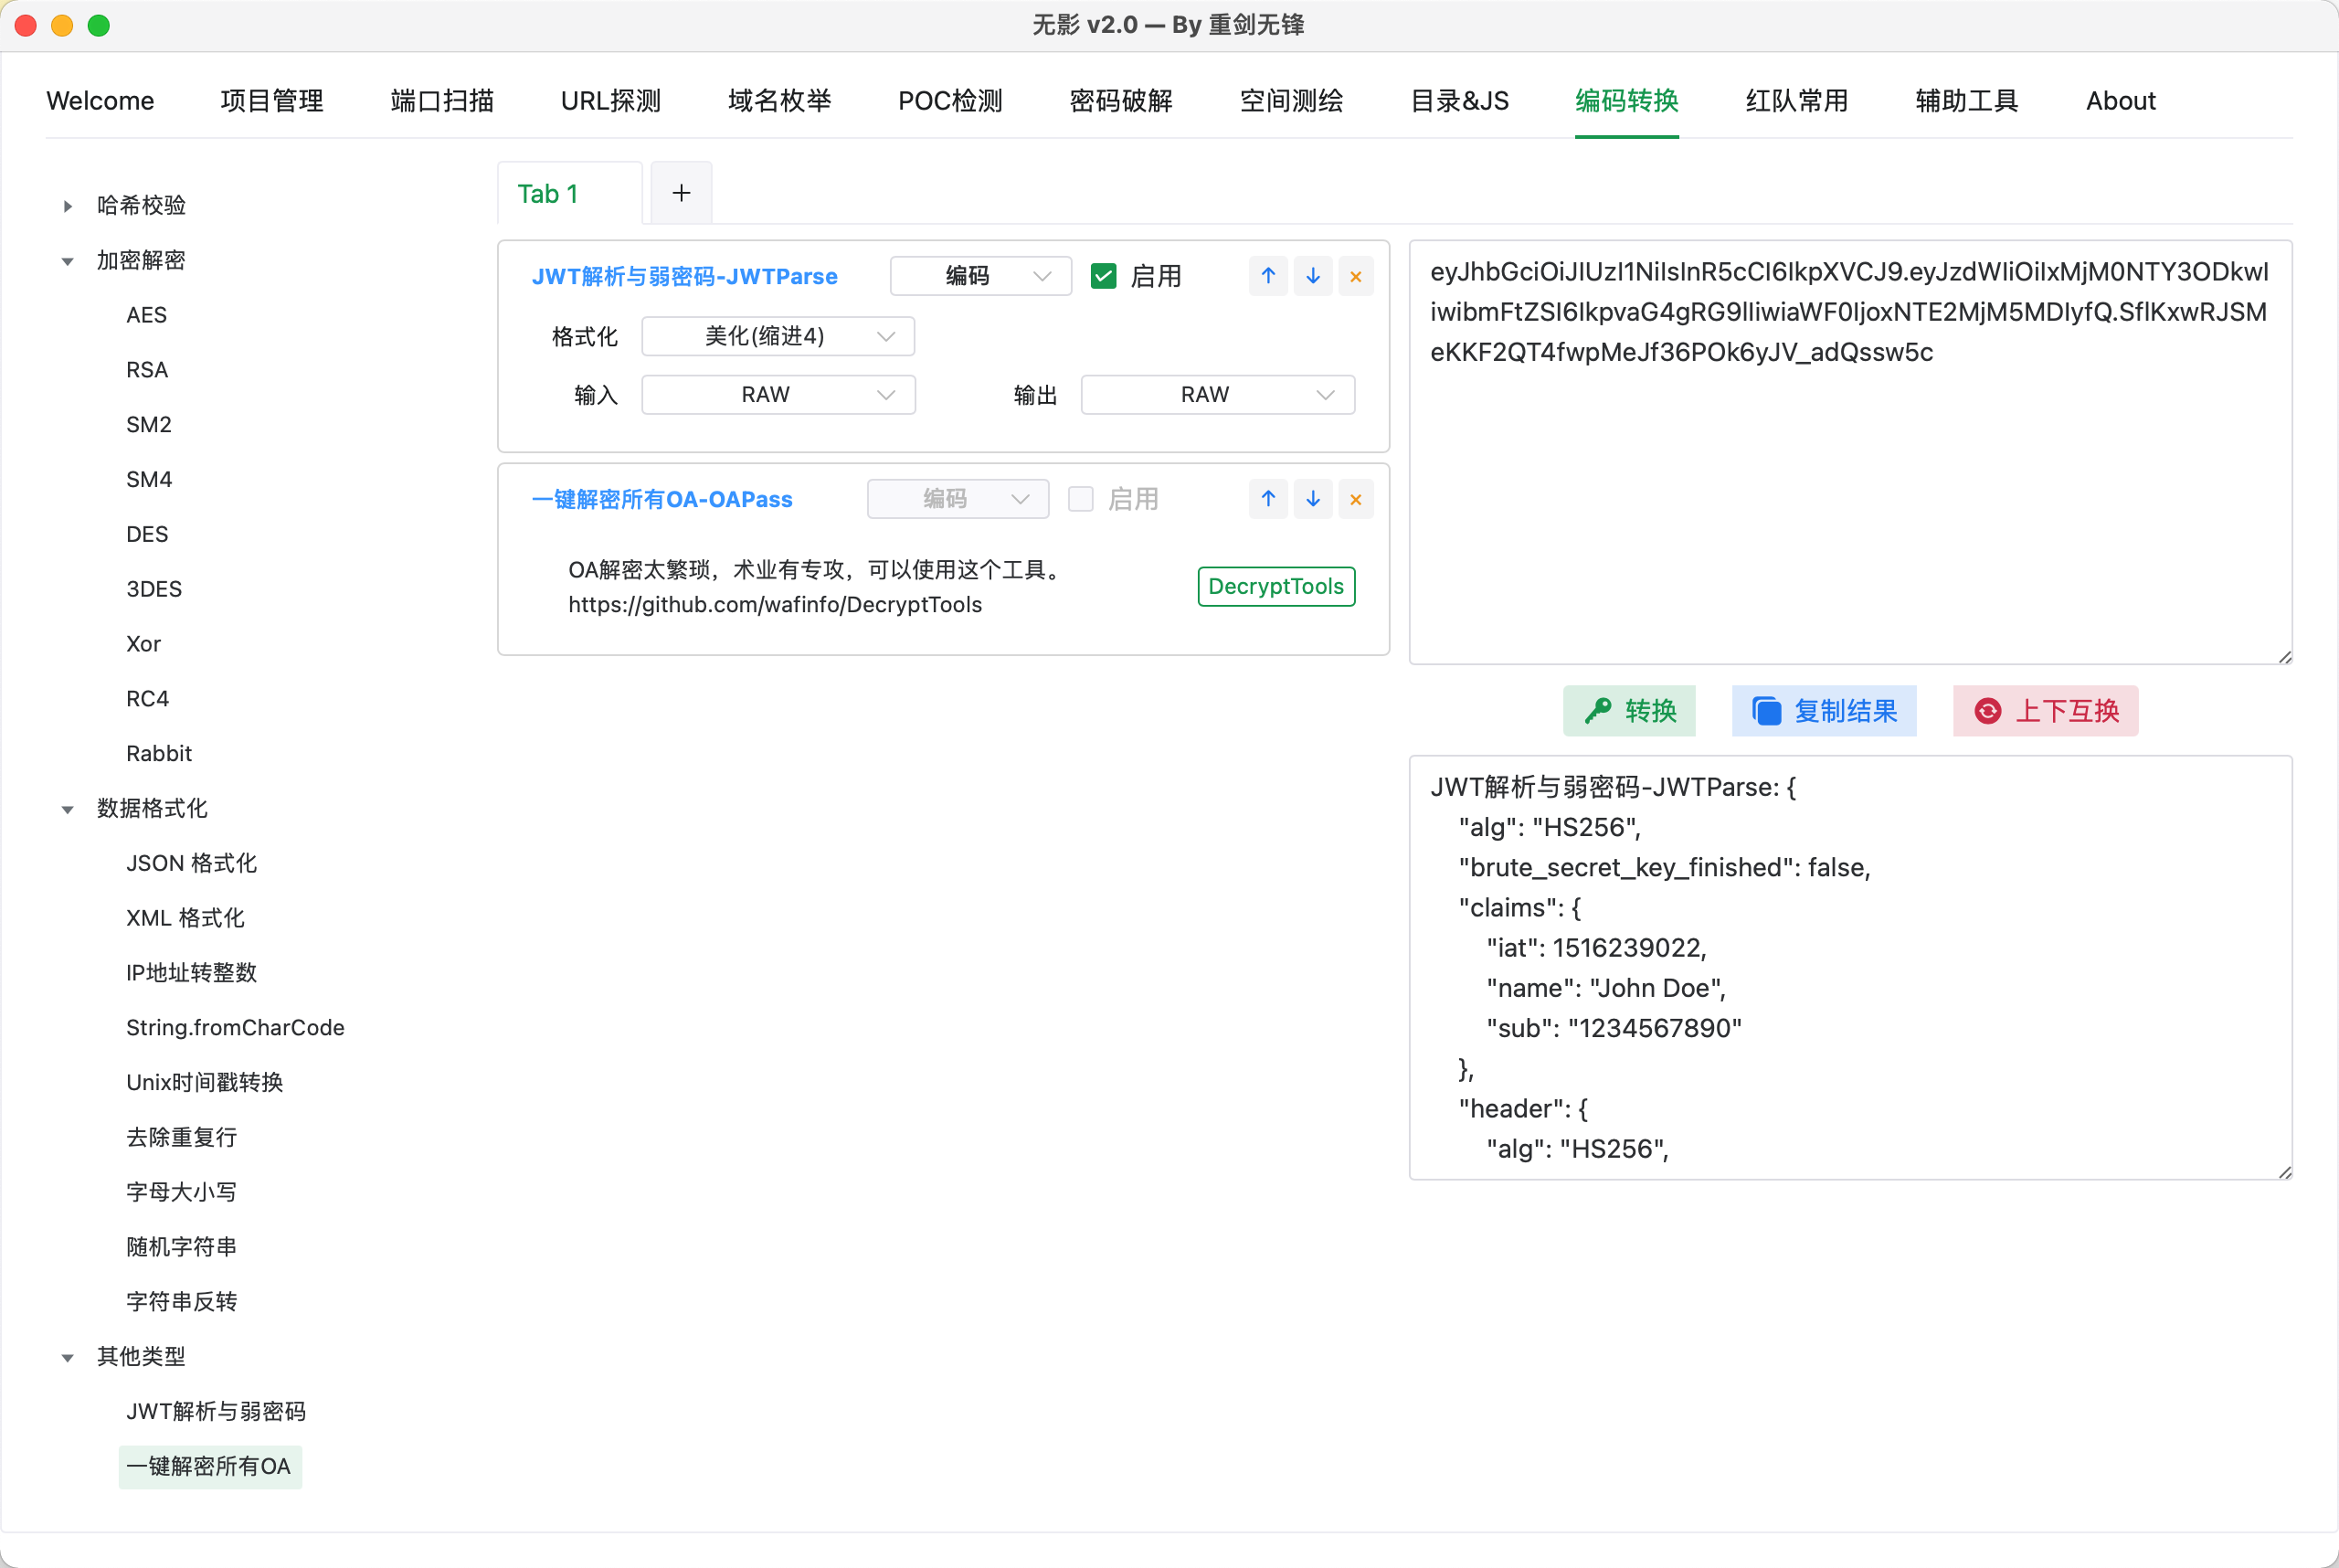 无影 v2.0 — By 重剑无锋
Welcome 项目管理 端口扫描 URL探测 域名枚举 POC检测 密码破解 空间测绘 目录&JS 编码转换 红队常用 辅助工具 About
哈希校验
加密解密
AES
RSA
SM2
SM4
DES
3DES
Xor
RC4
Rabbit
数据格式化
JSON 格式化
XML 格式化
IP地址转整数
String.fromCharCode
Unix时间戳转换
去除重复行
字母大小写
随机字符串
字符串反转
其他类型
JWT解析与弱密码
一键解密所有OA
Tab 1 +
JWT解析与弱密码-JWTParse 编码 启用
格式化 美化(缩进4)
输入 RAW 输出 RAW
一键解密所有OA-OAPass 编码 启用
OA解密太繁琐，术业有专攻，可以使用这个工具。
https://github.com/wafinfo/DecryptTools
DecryptTools
eyJhbGciOiJIUzI1NiIsInR5cCI6IkpXVCJ9.eyJzdWIiOiIxMjM0NTY3ODkwI
iwibmFtZSI6IkpvaG4gRG9lIiwiaWF0IjoxNTE2MjM5MDIyfQ.SflKxwRJSM
eKKF2QT4fwpMeJf36POk6yJV_adQssw5c
转换 复制结果 上下互换
JWT解析与弱密码-JWTParse: {
"alg": "HS256",
"brute_secret_key_finished": false,
"claims": {
"iat": 1516239022,
"name": "John Doe",
"sub": "1234567890"
},
"header": {
"alg": "HS256",